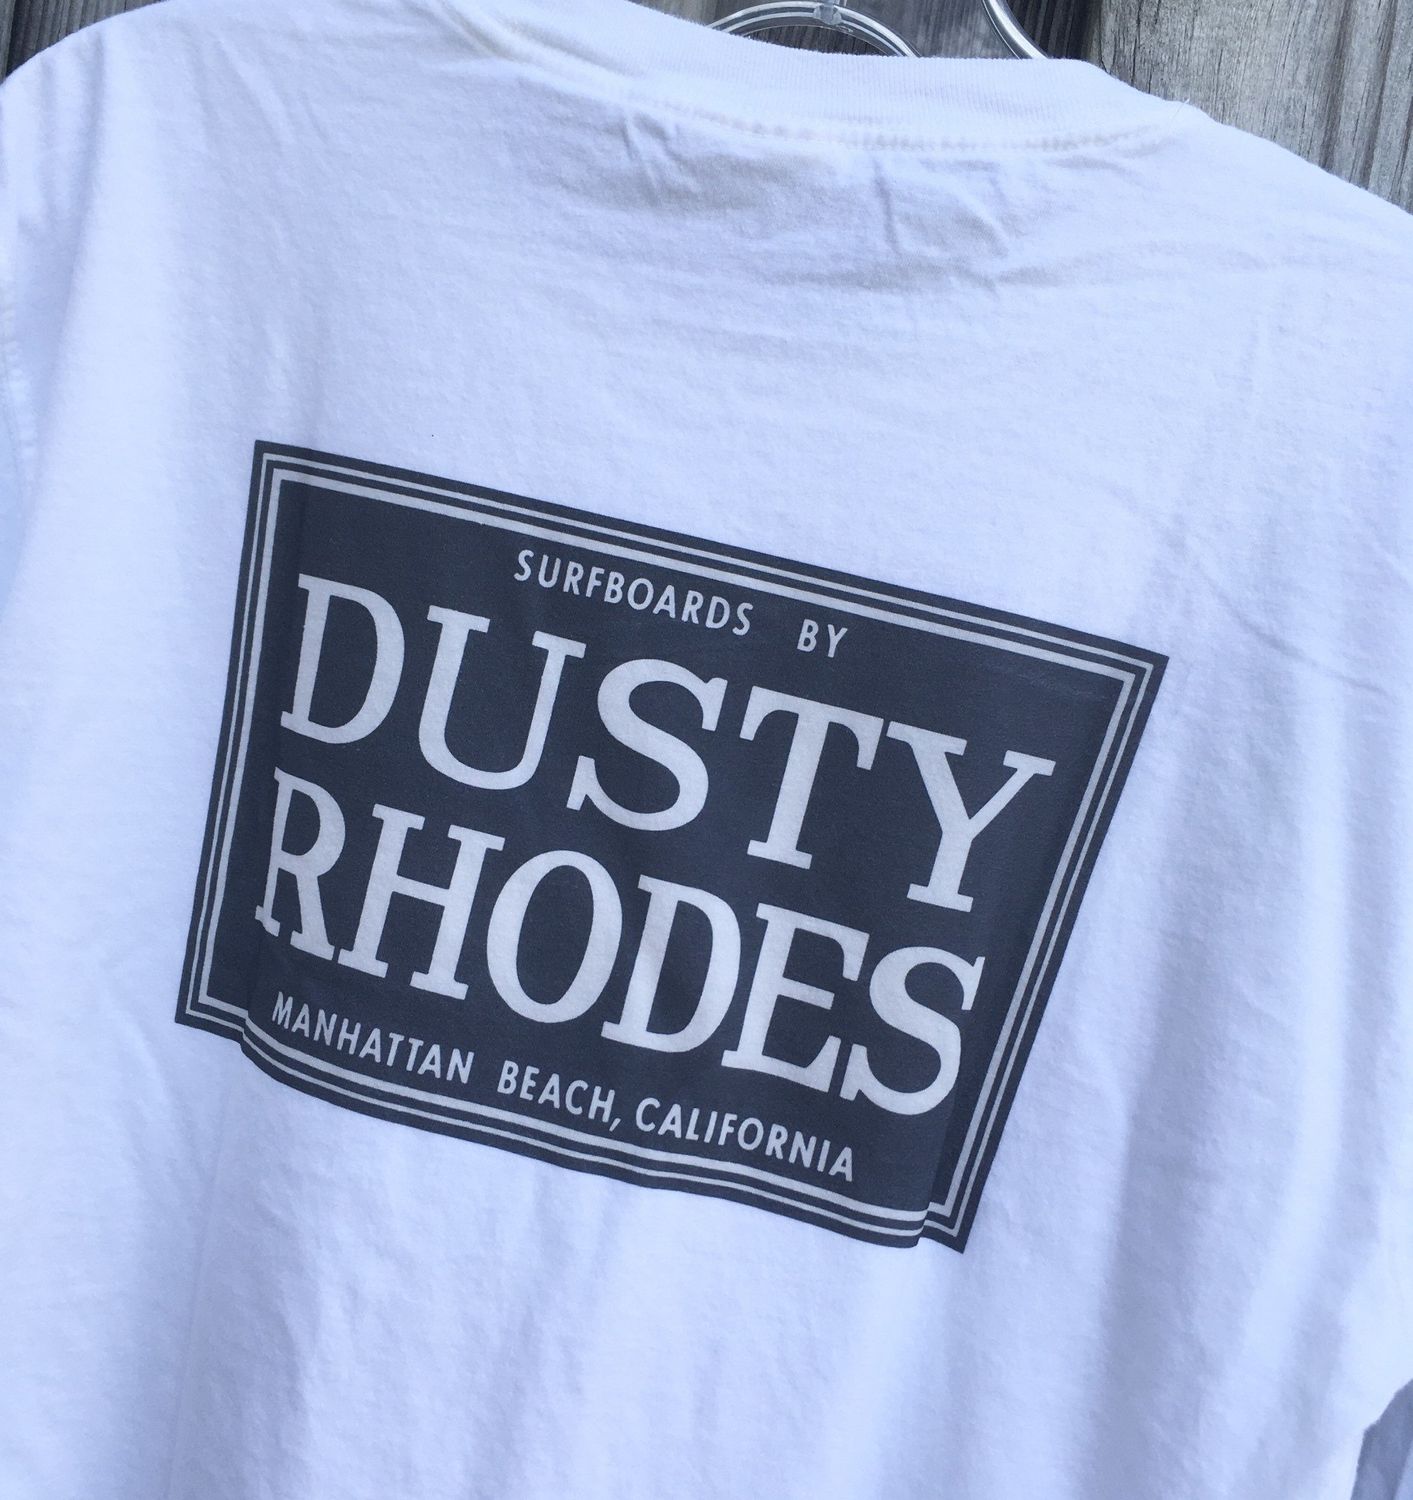 SURFBOARDS BY
DUSTY
RHODES
MANHATTAN BEACH, CALIFORNIA